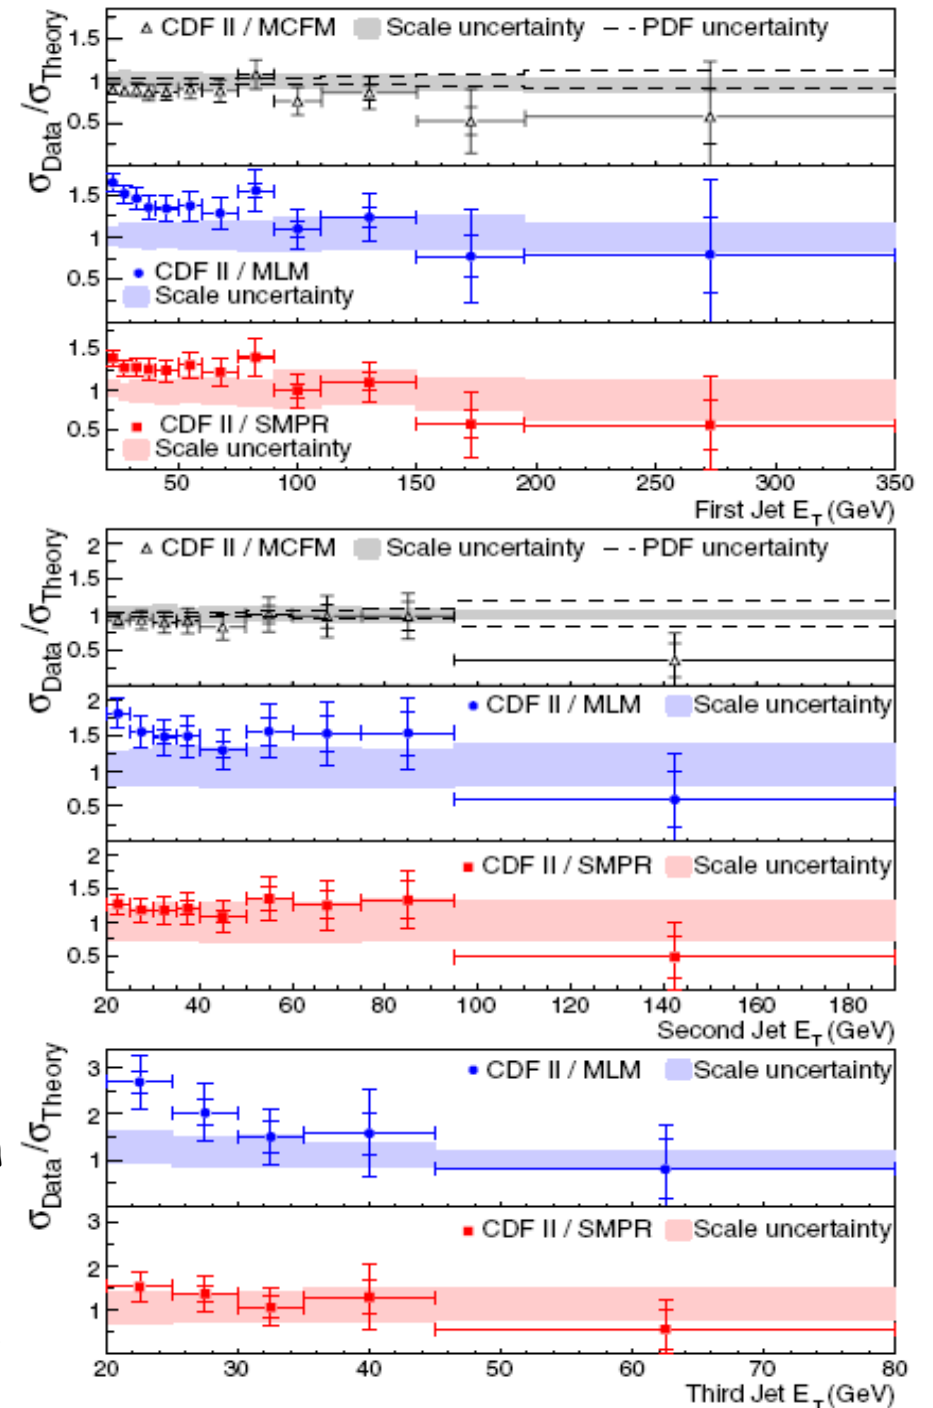 σData/σTheory
CDF II / MCFM Scale uncertainty PDF uncertainty
1.5
1
0.5
1.5
1
0.5
CDF II / MLM
Scale uncertainty
1.5
1
0.5
CDF II / SMPR
Scale uncertainty
50 100 150 200 250 300 350
First Jet ET (GeV)
σData/σTheory
CDF II / MCFM Scale uncertainty PDF uncertainty
2
1.5
1
0.5
CDF II / MLM Scale uncertainty
2
1.5
1
0.5
CDF II / SMPR Scale uncertainty
2
1.5
1
0.5
20 40 60 80 100 120 140 160 180
Second Jet ET (GeV)
σData/σTheory
CDF II / MLM Scale uncertainty
3
2
1
CDF II / SMPR Scale uncertainty
3
2
1
20 30 40 50 60 70 80
Third Jet ET (GeV)